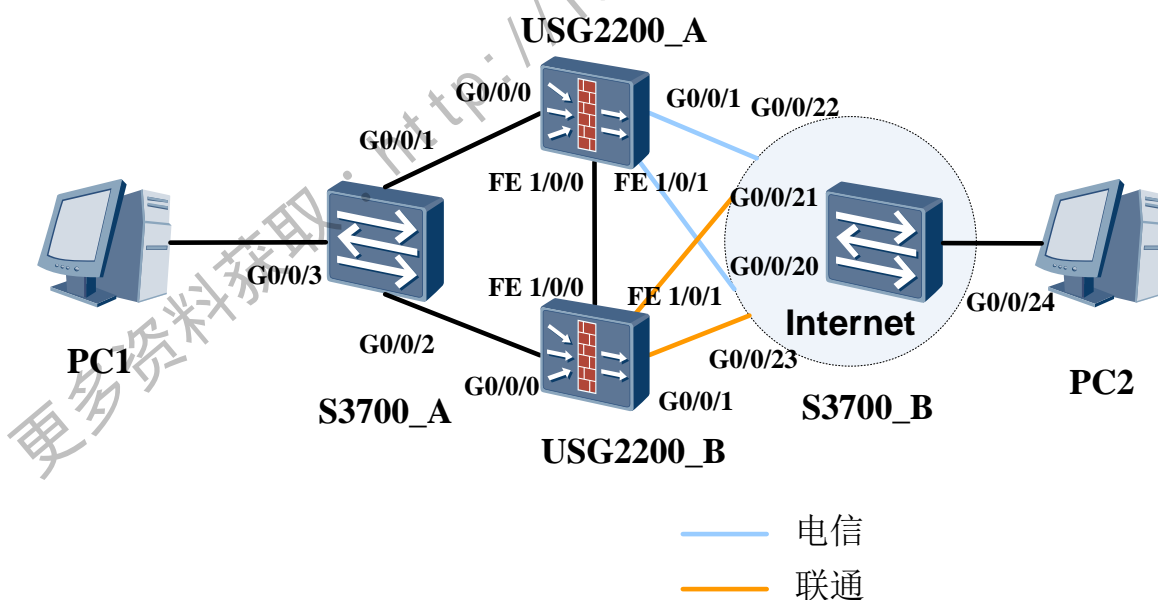 USG2200_A
G0/0/0
G0/0/1
G0/0/22
G0/0/1
FE 1/0/0
FE 1/0/1
G0/0/21
G0/0/3
G0/0/20
G0/0/24
FE 1/0/0
FE 1/0/1
Internet
G0/0/2
G0/0/23
PC1
PC2
G0/0/0
G0/0/1
S3700_A
S3700_B
USG2200_B
电信
联通
更多资料获取：http://